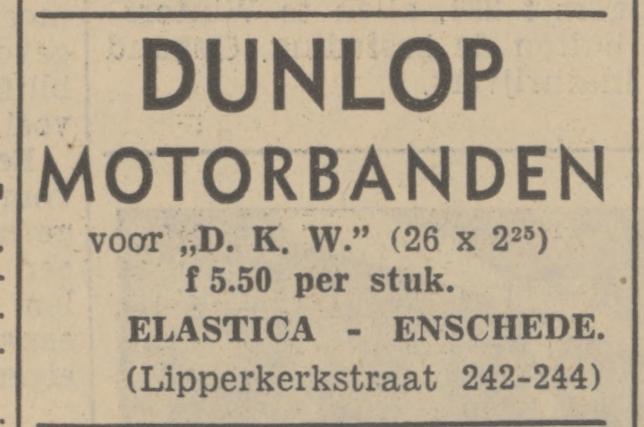 DUNLOP
MOTORBANDEN
voor „D. K. W.” (26 x 2²⁵)
f 5.50 per stuk.
ELASTICA - ENSCHEDE.
(Lipperkerkstraat 242-244)